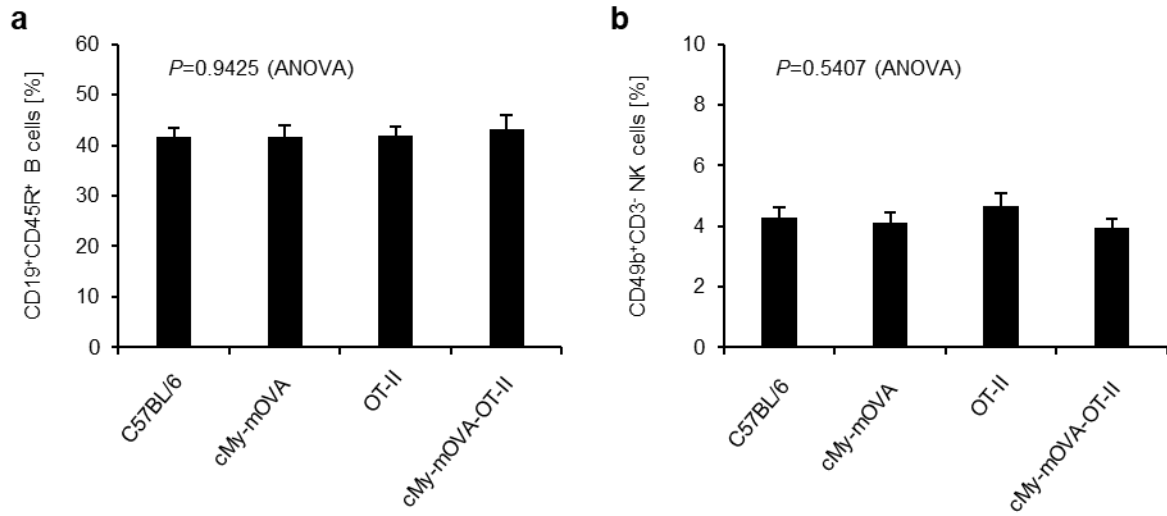 a
CD19⁺CD45R⁺ B cells [%]
60
50
40
30
20
10
0
P=0.9425 (ANOVA)
C57BL/6
cMy-mOVA
OT-II
cMy-mOVA-OT-II
b
CD49b⁺CD3⁻ NK cells [%]
10
8
6
4
2
0
P=0.5407 (ANOVA)
C57BL/6
cMy-mOVA
OT-II
cMy-mOVA-OT-II